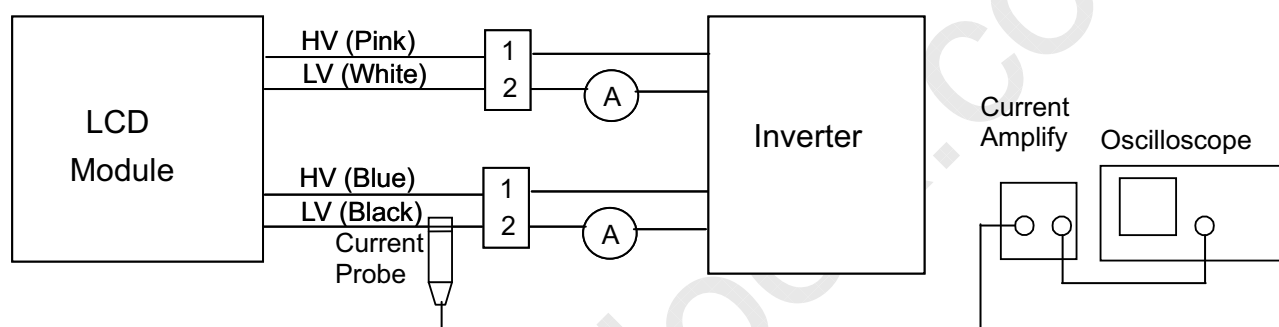 HV (Pink)
LV (White)
1
2
A
LCD
Module
Inverter
Current
Amplify
Oscilloscope
HV (Blue)
LV (Black)
1
2
A
Current
Probe